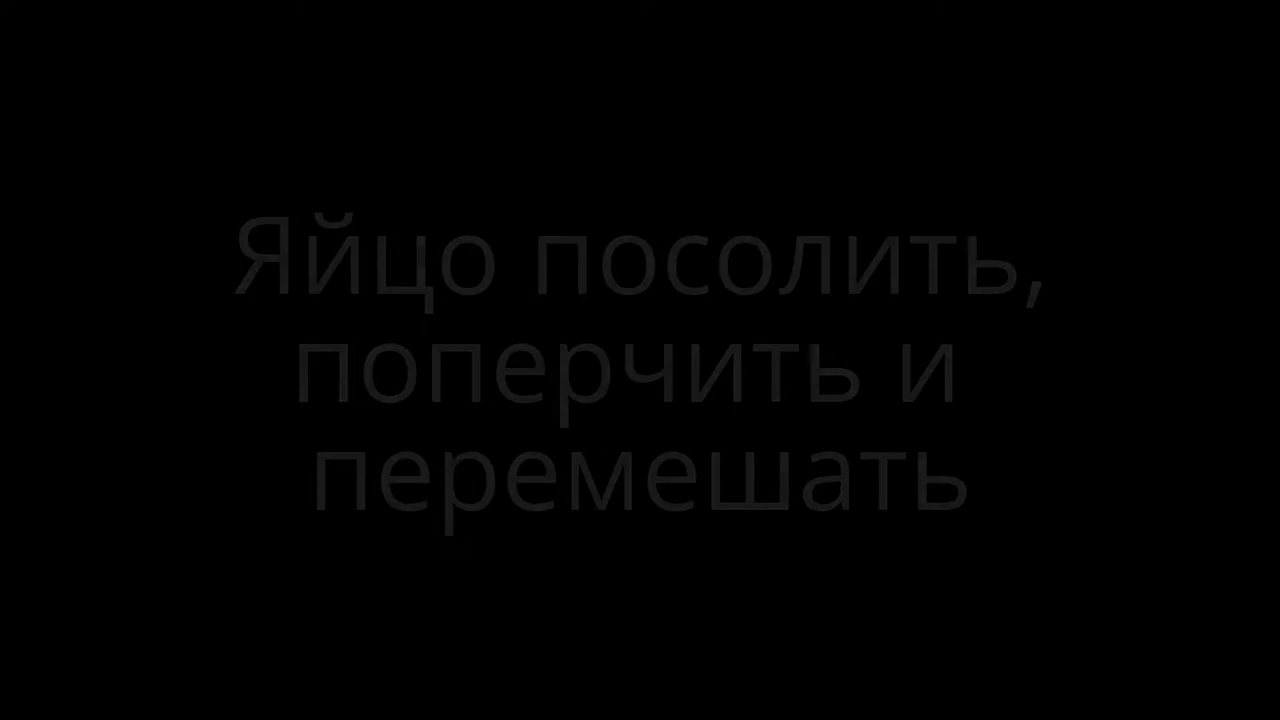 Яйцо посолить,
поперчить и
перемешать